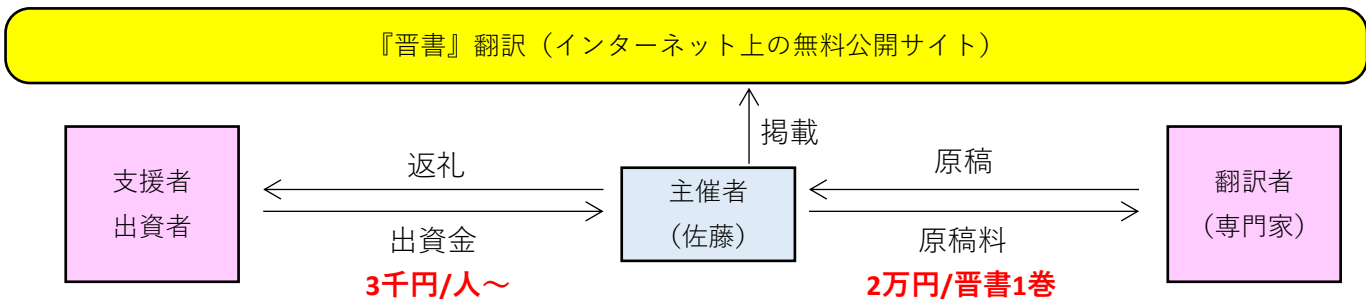 『晋書』翻訳（インターネット上の無料公開サイト）
掲載
支援者
出資者
返礼
出資金
3千円/人～
主催者
（佐藤）
原稿
原稿料
2万円/晋書1巻
翻訳者
（専門家）